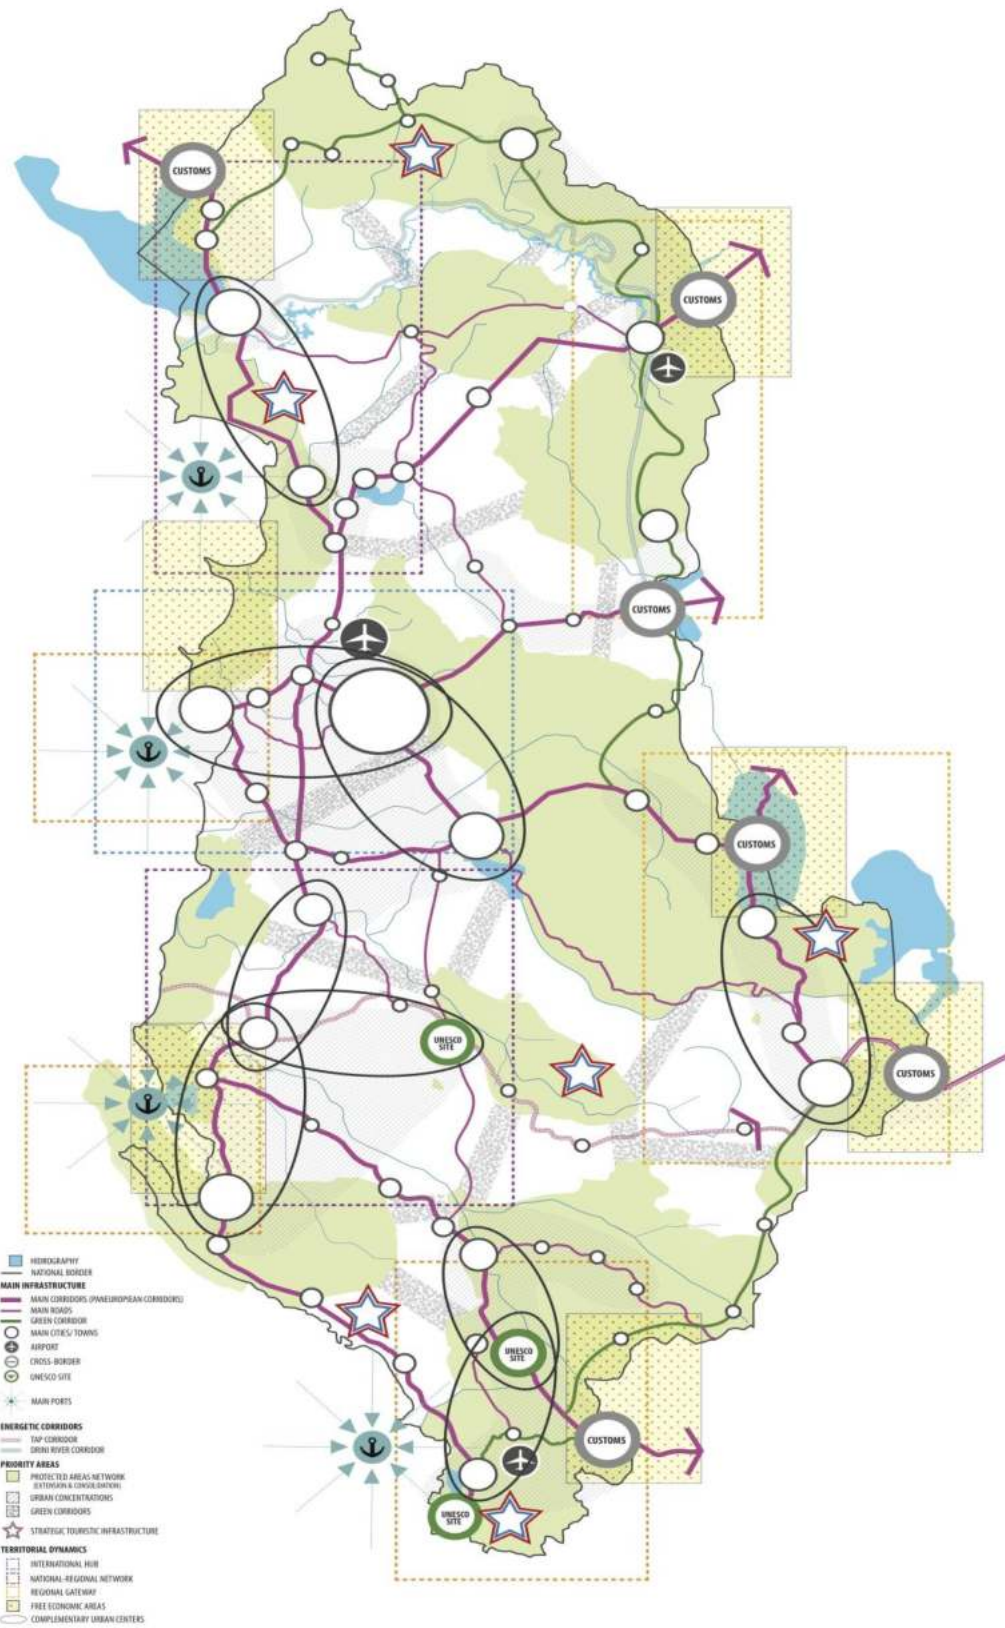 CUSTOMS
CUSTOMS
CUSTOMS
CUSTOMS
UNESCO
SITE
CUSTOMS
UNESCO
SITE
CUSTOMS
UNESCO
SITE
HIDROGRAPHY
NATIONAL BORDER
MAIN INFRASTRUCTURE
MAIN CORRIDORS (PANEUROPIEAN CORRIDORS)
MAIN ROADS
GREEN CORRIDOR
MAIN CITIES/ TOWNS
AIRPORT
CROSS-BORDER
UNESCO SITE
MAIN PORTS
ENERGETIC CORRIDORS
TAP CORRIDOR
DRINI RIVER CORRIDOR
PRIORITY AREAS
PROTECTED AREAS NETWORK
(EXTENSION & CONSOLIDATION)
URBAN CONCENTRATIONS
GREEN CORRIDORS
STRATEGIC TOURISTIC INFRASTRUCTURE
TERRITORIAL DYNAMICS
INTERNATIONAL HUB
NATIONAL-REGIONAL NETWORK
REGIONAL GATEWAY
FREE ECONOMIC AREAS
COMPLEMENTARY URBAN CENTERS